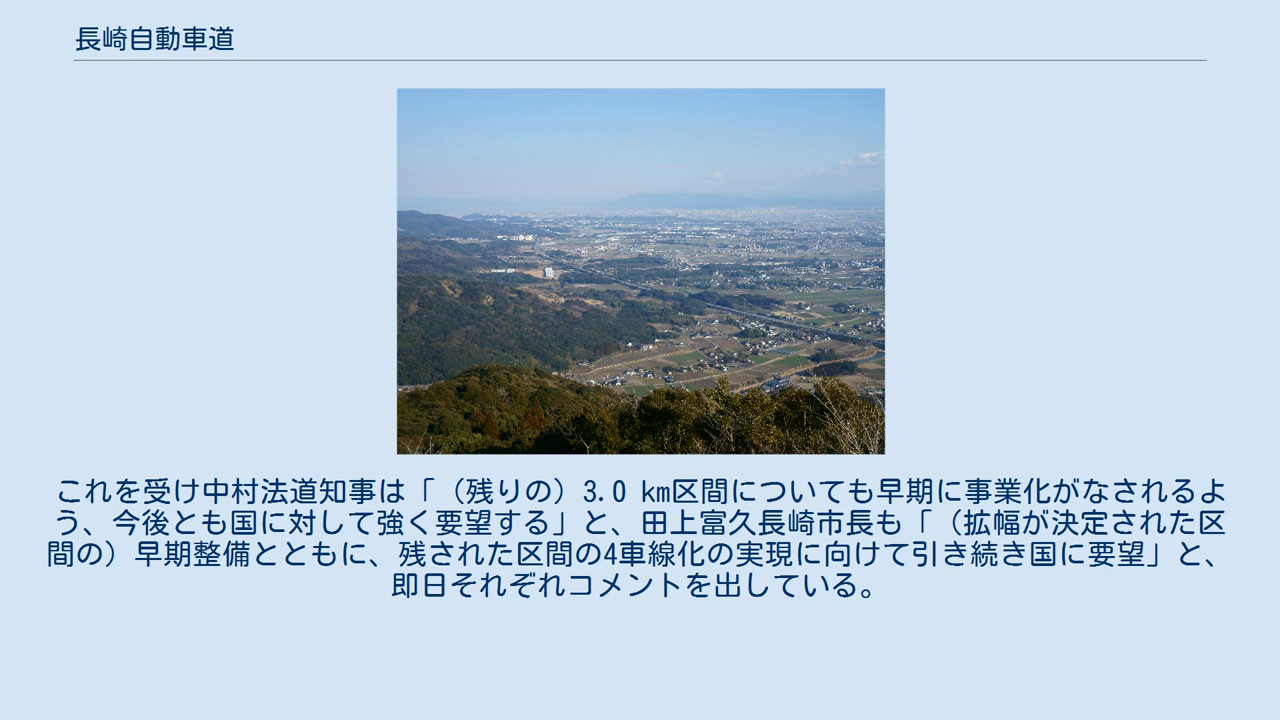 長崎自動車道
これを受け中村法道知事は「（残りの）3.0 km区間についても早期に事業化がなされるよ
う、今後とも国に対して強く要望する」と、田上富久長崎市長も「（拡幅が決定された区
間の）早期整備とともに、残された区間の4車線化の実現に向けて引き続き国に要望」と、
即日それぞれコメントを出している。